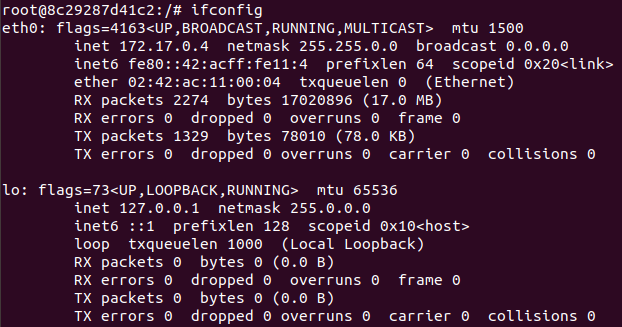 root@8c29287d41c2:/# ifconfig
eth0: flags=4163<UP,BROADCAST,RUNNING,MULTICAST>  mtu 1500
        inet 172.17.0.4  netmask 255.255.0.0  broadcast 0.0.0.0
        inet6 fe80::42:acff:fe11:4  prefixlen 64  scopeid 0x20<link>
        ether 02:42:ac:11:00:04  txqueuelen 0  (Ethernet)
        RX packets 2274  bytes 17020896 (17.0 MB)
        RX errors 0  dropped 0  overruns 0  frame 0
        TX packets 1329  bytes 78010 (78.0 KB)
        TX errors 0  dropped 0 overruns 0  carrier 0  collisions 0

lo: flags=73<UP,LOOPBACK,RUNNING>  mtu 65536
        inet 127.0.0.1  netmask 255.0.0.0
        inet6 ::1  prefixlen 128  scopeid 0x10<host>
        loop  txqueuelen 1000  (Local Loopback)
        RX packets 0  bytes 0 (0.0 B)
        RX errors 0  dropped 0  overruns 0  frame 0
        TX packets 0  bytes 0 (0.0 B)
        TX errors 0  dropped 0 overruns 0  carrier 0  collisions 0